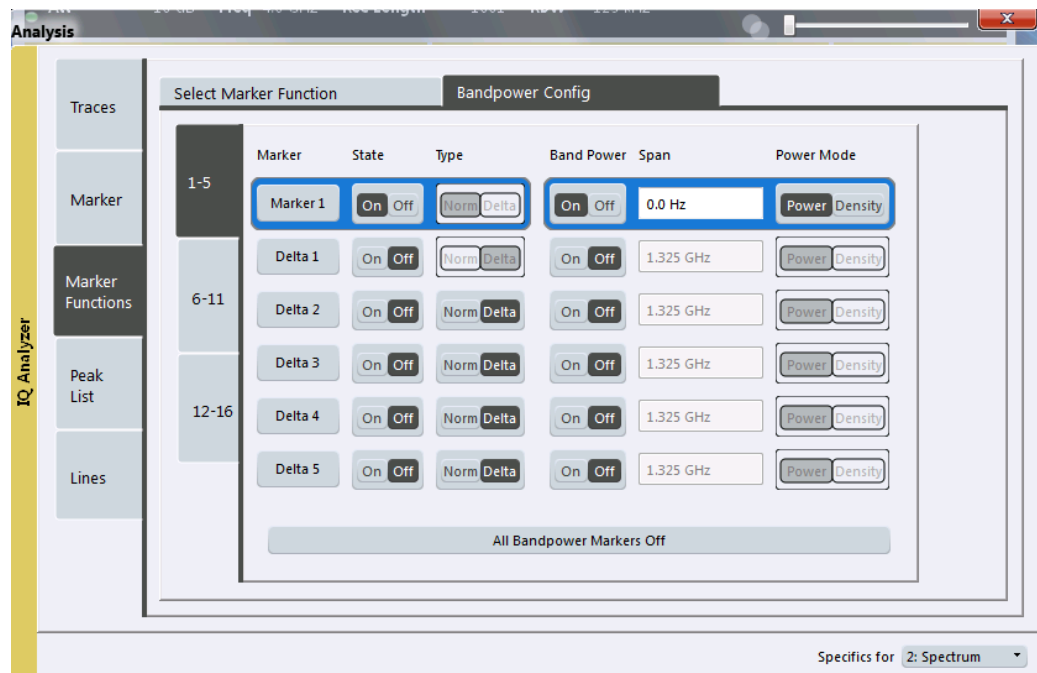 Analysis
Select Marker Function Bandpower Config
Traces
Marker
Marker Functions
Peak List
Lines
IQ Analyzer
1-5
6-11
12-16
Marker State Type Band Power Span Power Mode
Marker 1 On Off Norm Delta On Off 0.0 Hz Power Density
Delta 1 On Off Norm Delta On Off 1.325 GHz Power Density
Delta 2 On Off Norm Delta On Off 1.325 GHz Power Density
Delta 3 On Off Norm Delta On Off 1.325 GHz Power Density
Delta 4 On Off Norm Delta On Off 1.325 GHz Power Density
Delta 5 On Off Norm Delta On Off 1.325 GHz Power Density
All Bandpower Markers Off
Specifics for 2: Spectrum